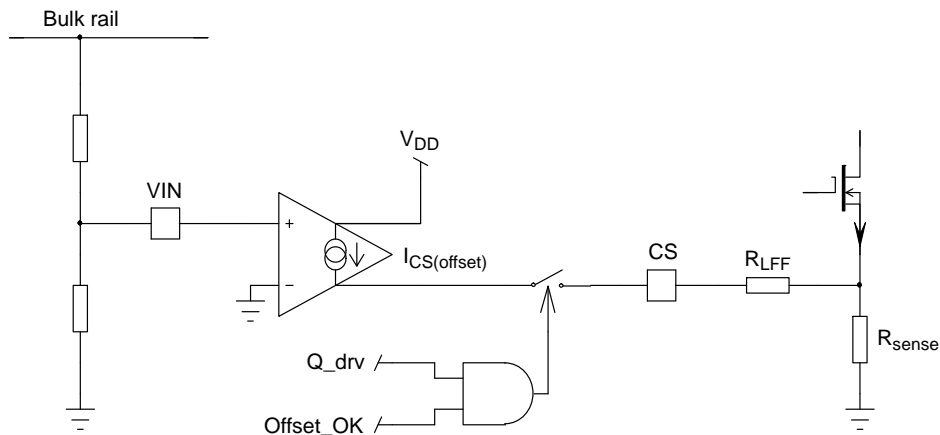 Bulk rail
VDD
VIN
+
ICS(offset)
CS
RLFF
−
Rsense
Q_drv
Offset_OK